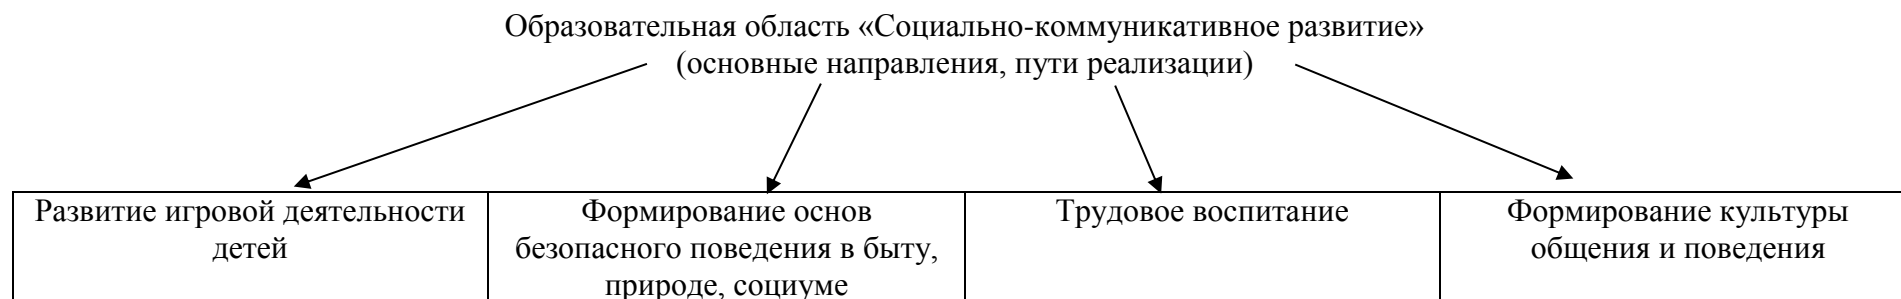 Образовательная область «Социально-коммуникативное развитие»
(основные направления, пути реализации)
Развитие игровой деятельности
детей
Формирование основ
безопасного поведения в быту,
природе, социуме
Трудовое воспитание
Формирование культуры
общения и поведения